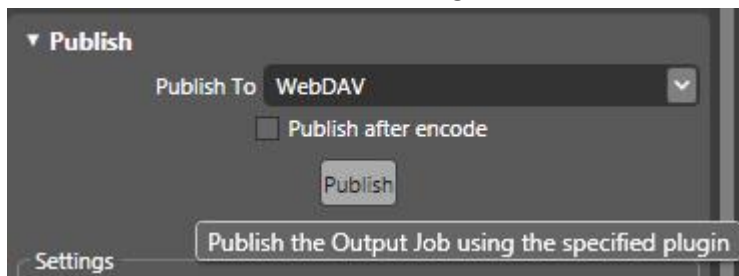 Publish
Publish To WebDAV
Publish after encode
Publish
Publish the Output Job using the specified plugin
Settings